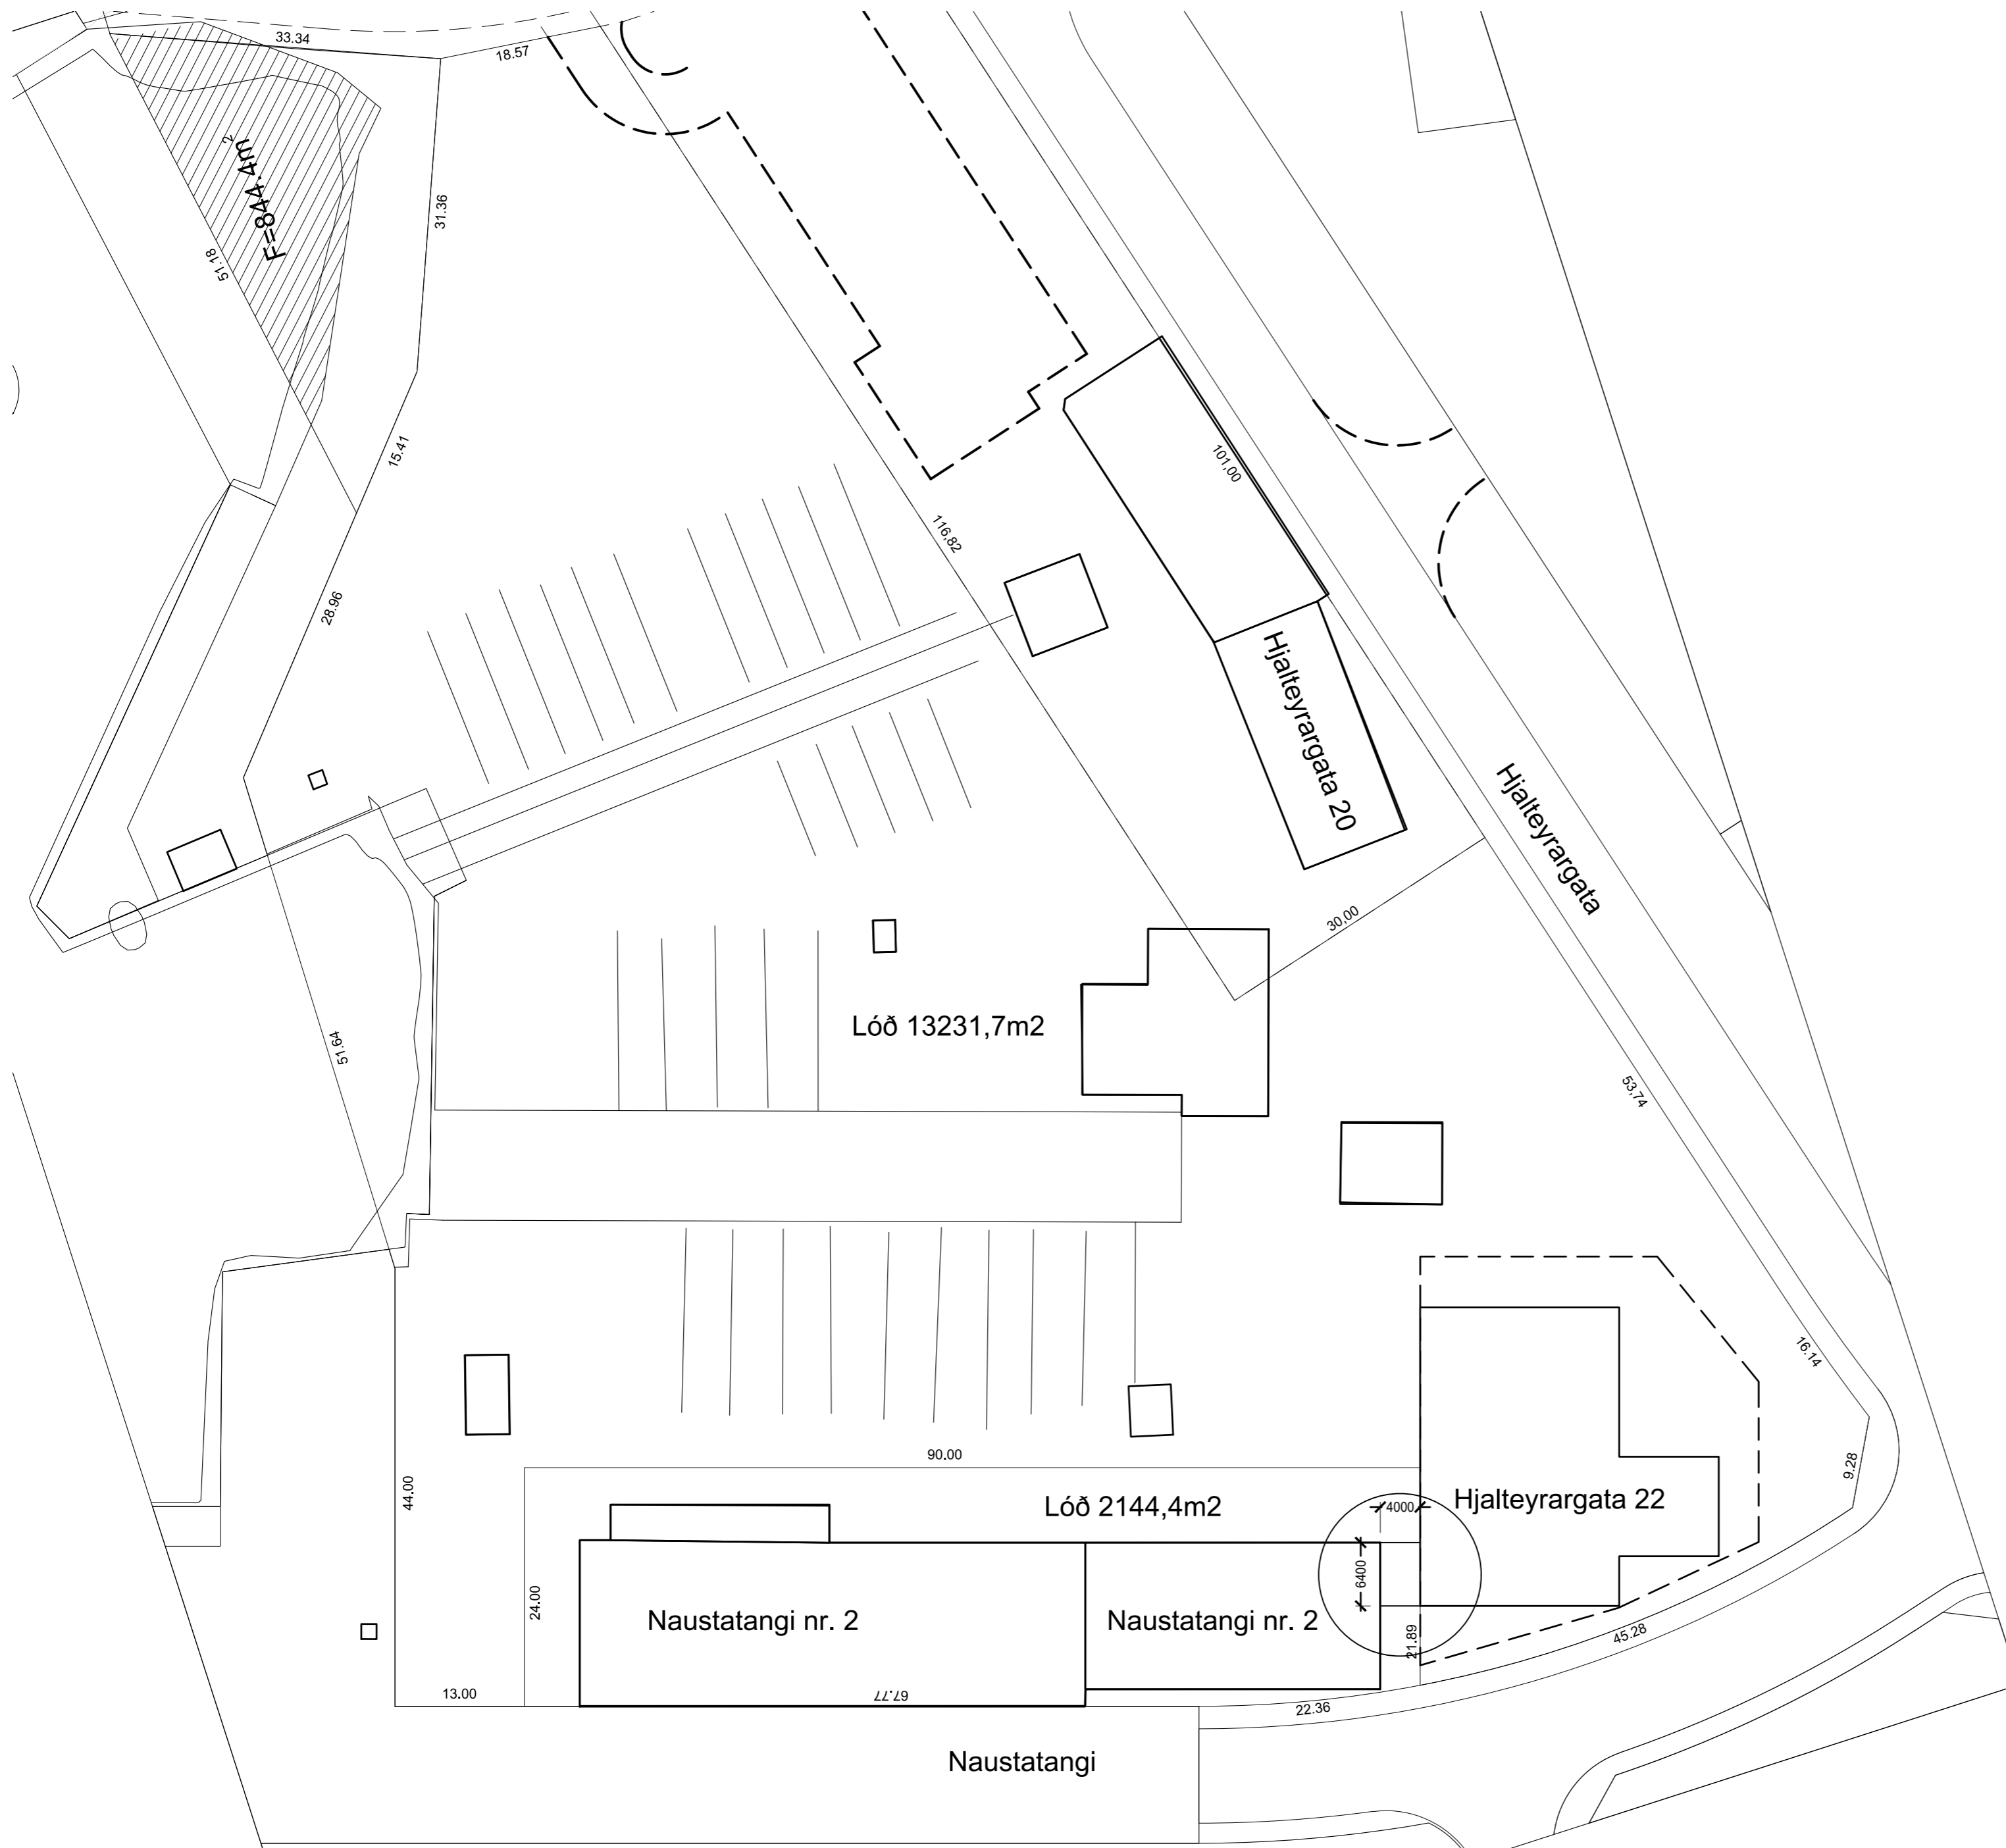 33.34
18.57
F=844.4m2
31.36
51.18
15.41
101,00
116,82
28.96
Hjalteyrargata 20
Hjalteyrargata
30,00
Lóð 13231,7m2
51.64
53,74
16.14
90.00
9.28
44.00
Lóð 2144,4m2
4000
Hjalteyrargata 22
6400
24.00
Naustatangi nr. 2
Naustatangi nr. 2
21.89
45.28
13.00
67.77
22.36
Naustatangi